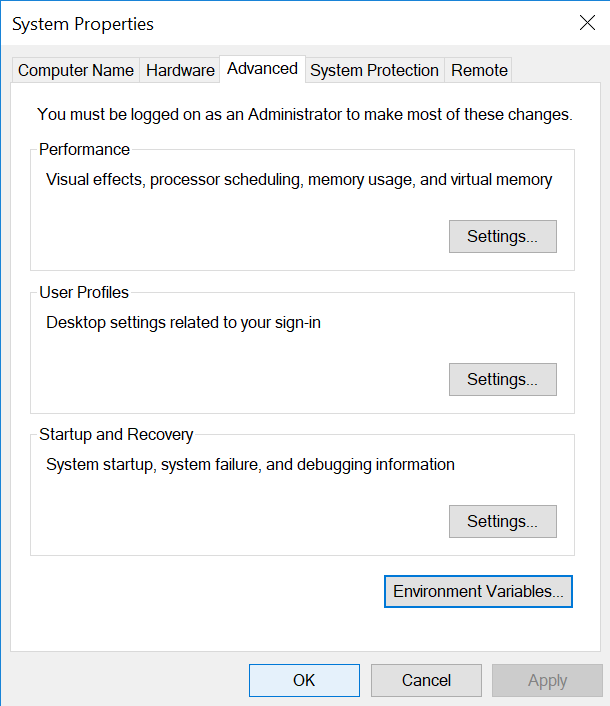 System Properties
Computer Name Hardware Advanced System Protection Remote
You must be logged on as an Administrator to make most of these changes.
Performance
Visual effects, processor scheduling, memory usage, and virtual memory
Settings...
User Profiles
Desktop settings related to your sign-in
Settings...
Startup and Recovery
System startup, system failure, and debugging information
Settings...
Environment Variables...
OK Cancel Apply